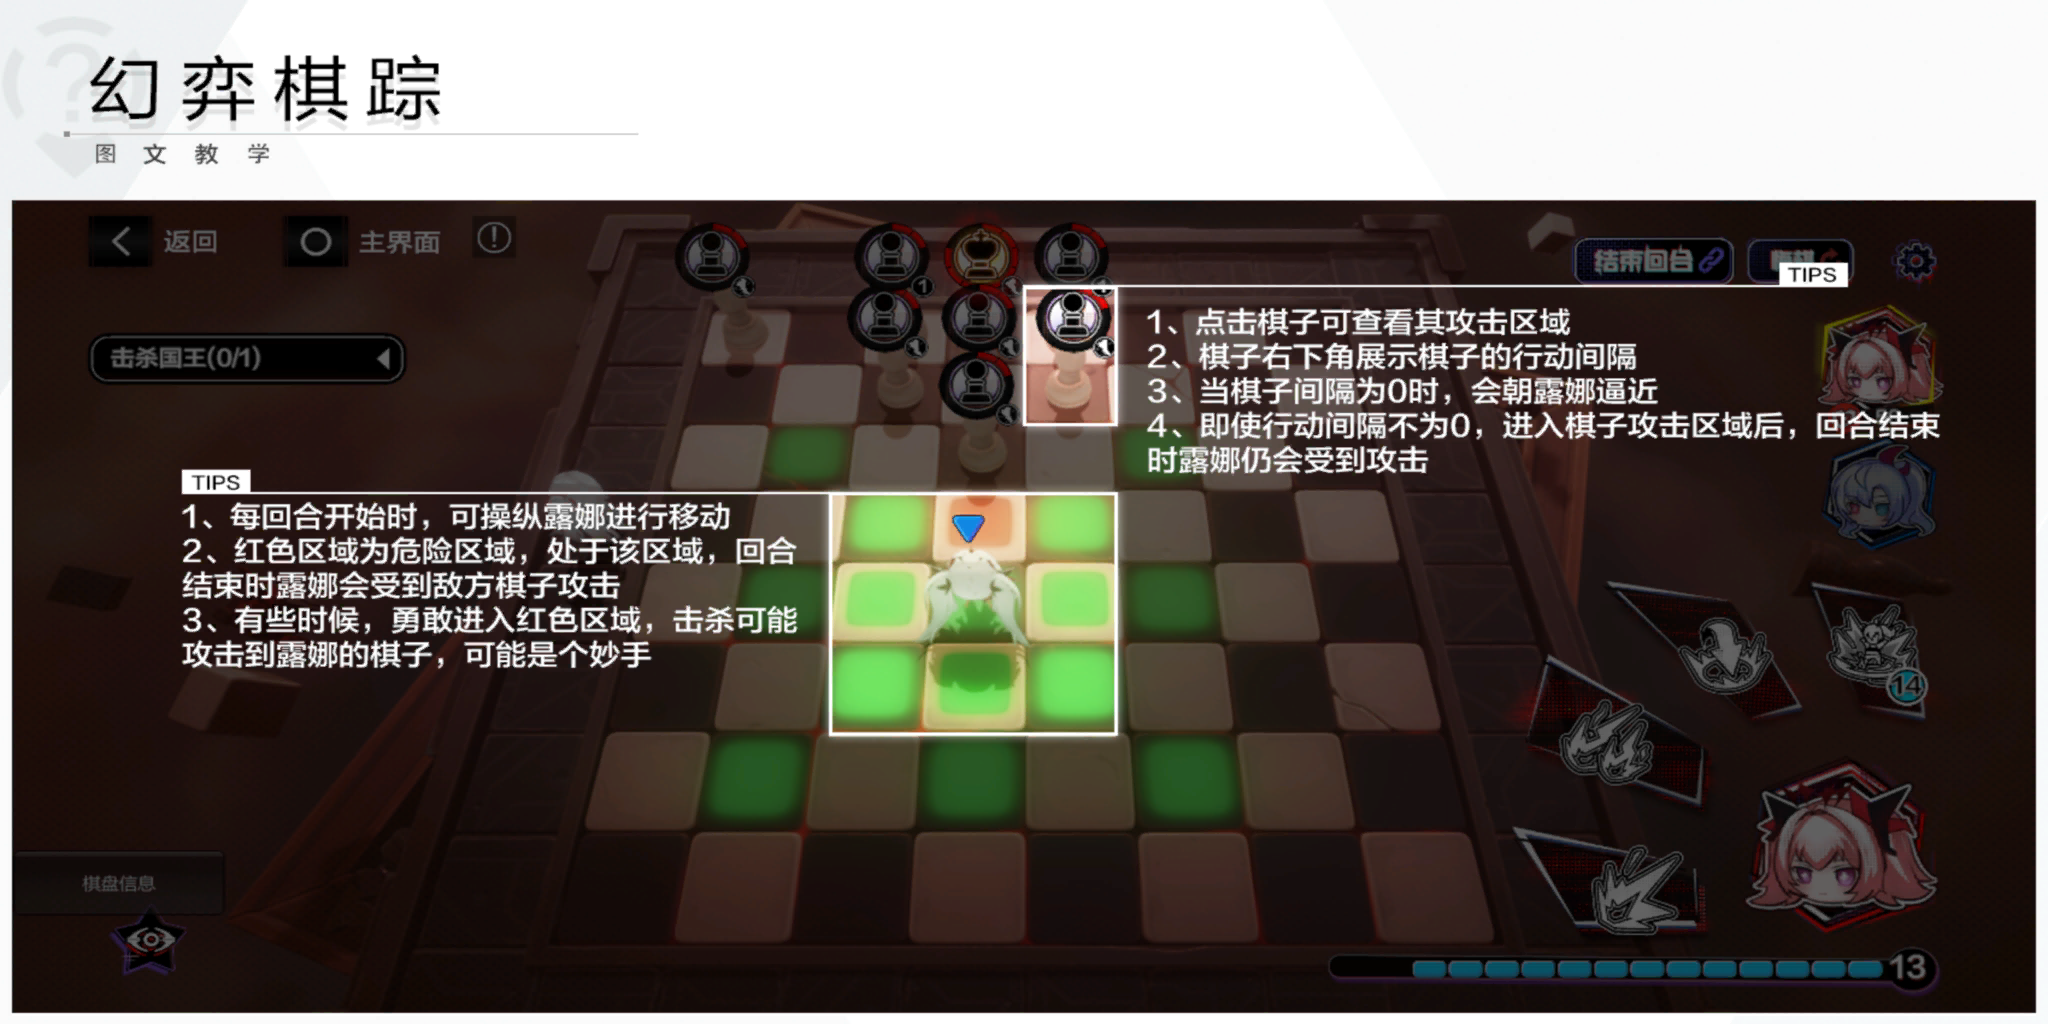 幻弈棋踪
图文教学
返回
主界面
结束回合
TIPS
击杀国王(0/1)
1
1、点击棋子可查看其攻击区域
2、棋子右下角展示棋子的行动间隔
3、当棋子间隔为0时，会朝露娜逼近
4、即使行动间隔不为0，进入棋子攻击区域后，回合结束
时露娜仍会受到攻击
TIPS
1、每回合开始时，可操纵露娜进行移动
2、红色区域为危险区域，处于该区域，回合
结束时露娜会受到敌方棋子攻击
3、有些时候，勇敢进入红色区域，击杀可能
攻击到露娜的棋子，可能是个妙手
14
棋盘信息
13